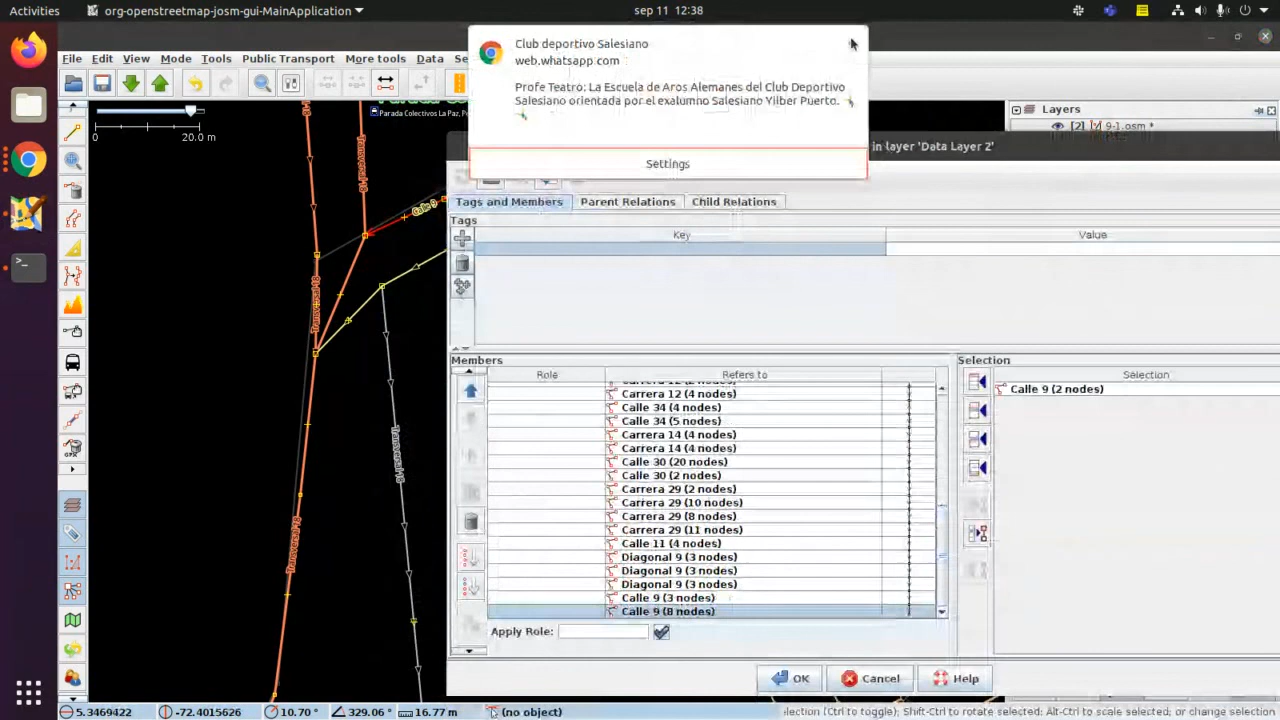 Activities
org-openstreetmap-josm-gui-MainApplication
sep 11 12:38
File Edit View Mode Tools Public Transport More tools Data
Club deportivo Salesiano
web.whatsapp.com
Profe Teatro: La Escuela de Aros Alemanes del Club Deportivo
Salesiano orientada por el exalumno Salesiano Yilber Puerto.
Settings
Parada Colectivos La Paz,
0 20.0 m
Layers
[2] 9-1.osm *
in layer 'Data Layer 2'
Tags and Members Parent Relations Child Relations
Tags
Key Value
Calle 9
Transversal 18
Transversal 18
Transversal 18
Members
Selection
Role Refers to
Selection
Calle 9 (2 nodes)
Carrera 12 (4 nodes)
Calle 34 (4 nodes)
Calle 34 (5 nodes)
Carrera 14 (4 nodes)
Carrera 14 (4 nodes)
Calle 30 (20 nodes)
Calle 30 (2 nodes)
Carrera 29 (2 nodes)
Carrera 29 (10 nodes)
Carrera 29 (8 nodes)
Carrera 29 (11 nodes)
Calle 11 (4 nodes)
Diagonal 9 (3 nodes)
Diagonal 9 (3 nodes)
Diagonal 9 (3 nodes)
Calle 9 (3 nodes)
Calle 9 (8 nodes)
Apply Role:
OK Cancel Help
5.3469422 -72.4015626 10.70 ° 329.06 ° 16.77 m (no object)
election (Ctrl to toggle); Shift-Ctrl to rotate selected; Alt-Ctrl to scale selected; or change selection